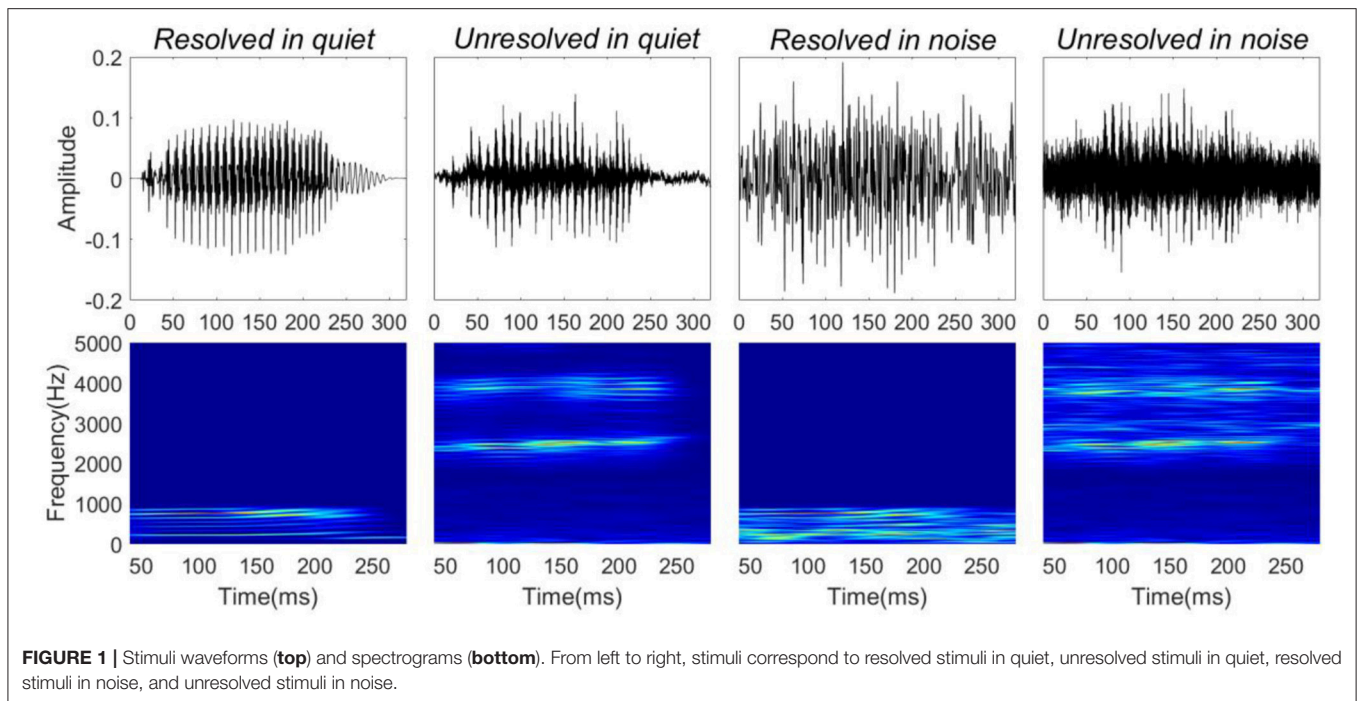 Resolved in quiet Unresolved in quiet Resolved in noise Unresolved in noise
0.2
0.1
0
-0.1
-0.2
Amplitude
0 50 100 150 200 250 300 0 50 100 150 200 250 300 0 50 100 150 200 250 300 0 50 100 150 200 250 300
5000
4000
3000
2000
1000
0
Frequency(Hz)
50 100 150 200 250 50 100 150 200 250 50 100 150 200 250 50 100 150 200 250
Time(ms) Time(ms) Time(ms) Time(ms)
FIGURE 1 | Stimuli waveforms (top) and spectrograms (bottom). From left to right, stimuli correspond to resolved stimuli in quiet, unresolved stimuli in quiet, resolved
stimuli in noise, and unresolved stimuli in noise.